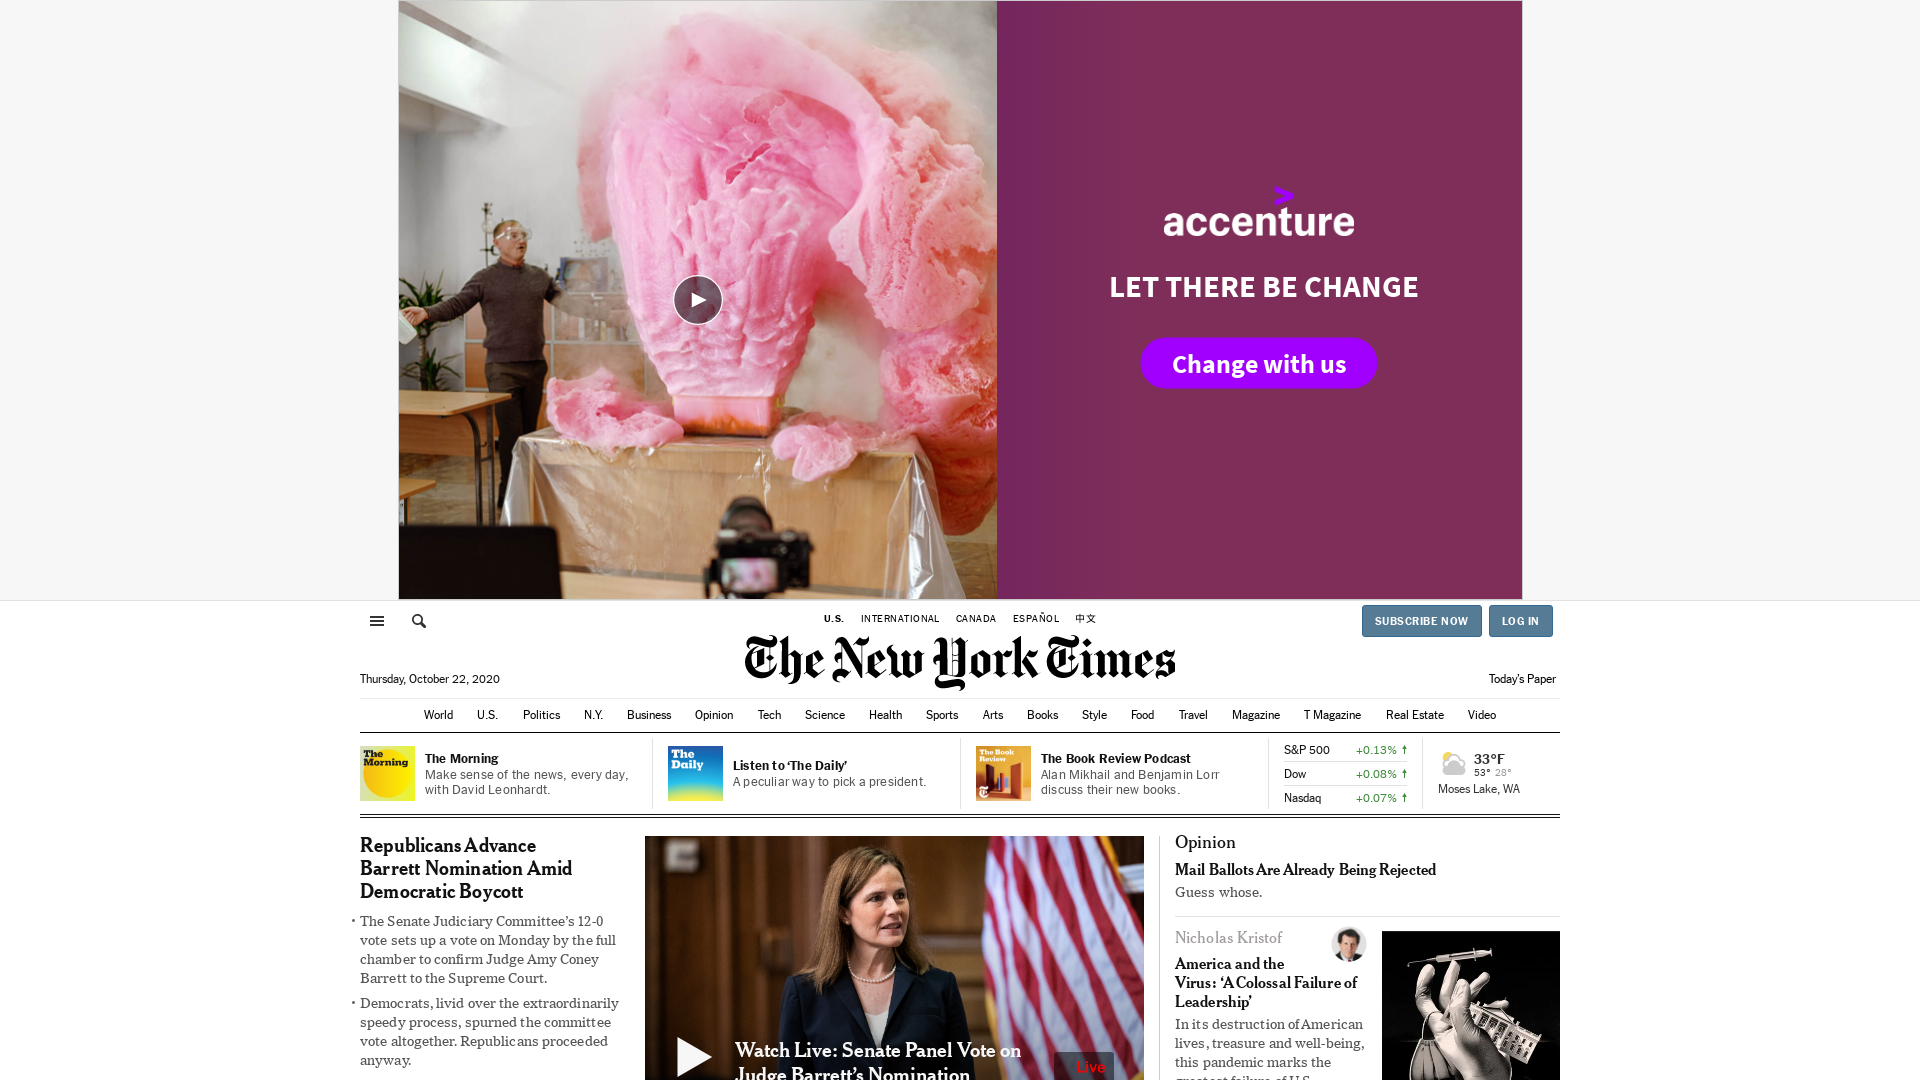 accenture
LET THERE BE CHANGE
Change with us
U.S. INTERNATIONAL CANADA ESPAÑOL 中文
SUBSCRIBE NOW LOG IN
The New York Times
Thursday, October 22, 2020
Today's Paper
World U.S. Politics N.Y. Business Opinion Tech Science Health Sports Arts Books Style Food Travel Magazine T Magazine Real Estate Video
The Morning
The Morning
Make sense of the news, every day,
with David Leonhardt.
The Daily
Listen to ‘The Daily’
A peculiar way to pick a president.
The Book Review
The Book Review Podcast
Alan Mikhail and Benjamin Lorr
discuss their new books.
S&P 500 +0.13% ↑
Dow +0.08% ↑
Nasdaq +0.07% ↑
33°F
53° 28°
Moses Lake, WA
Republicans Advance
Barrett Nomination Amid
Democratic Boycott
• The Senate Judiciary Committee’s 12-0
vote sets up a vote on Monday by the full
chamber to confirm Judge Amy Coney
Barrett to the Supreme Court.
• Democrats, livid over the extraordinarily
speedy process, spurned the committee
vote altogether. Republicans proceeded
anyway.
Watch Live: Senate Panel Vote on
Judge Barrett’s Nomination
Live
Opinion
Mail Ballots Are Already Being Rejected
Guess whose.
Nicholas Kristof
America and the
Virus: ‘A Colossal Failure of
Leadership’
In its destruction of American
lives, treasure and well-being,
this pandemic marks the
greatest failure of U.S.